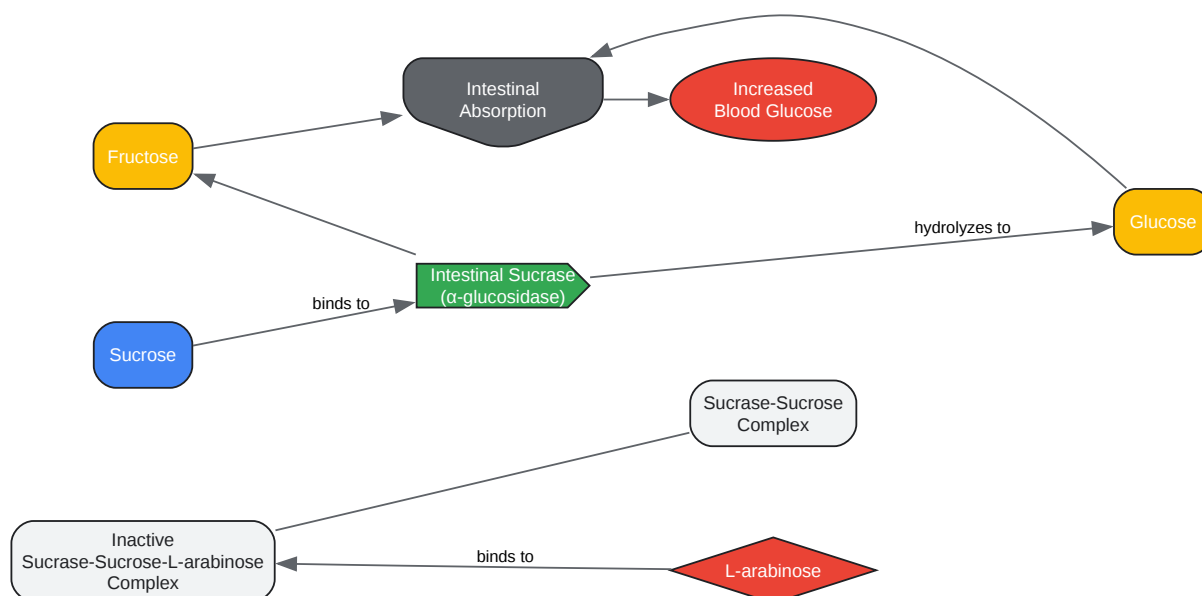 Intestinal
Absorption
Increased
Blood Glucose
Fructose
Glucose
hydrolyzes to
Intestinal Sucrase
(α-glucosidase)
binds to
Sucrose
Sucrase-Sucrose
Complex
Inactive
Sucrase-Sucrose-L-arabinose
Complex
binds to
L-arabinose